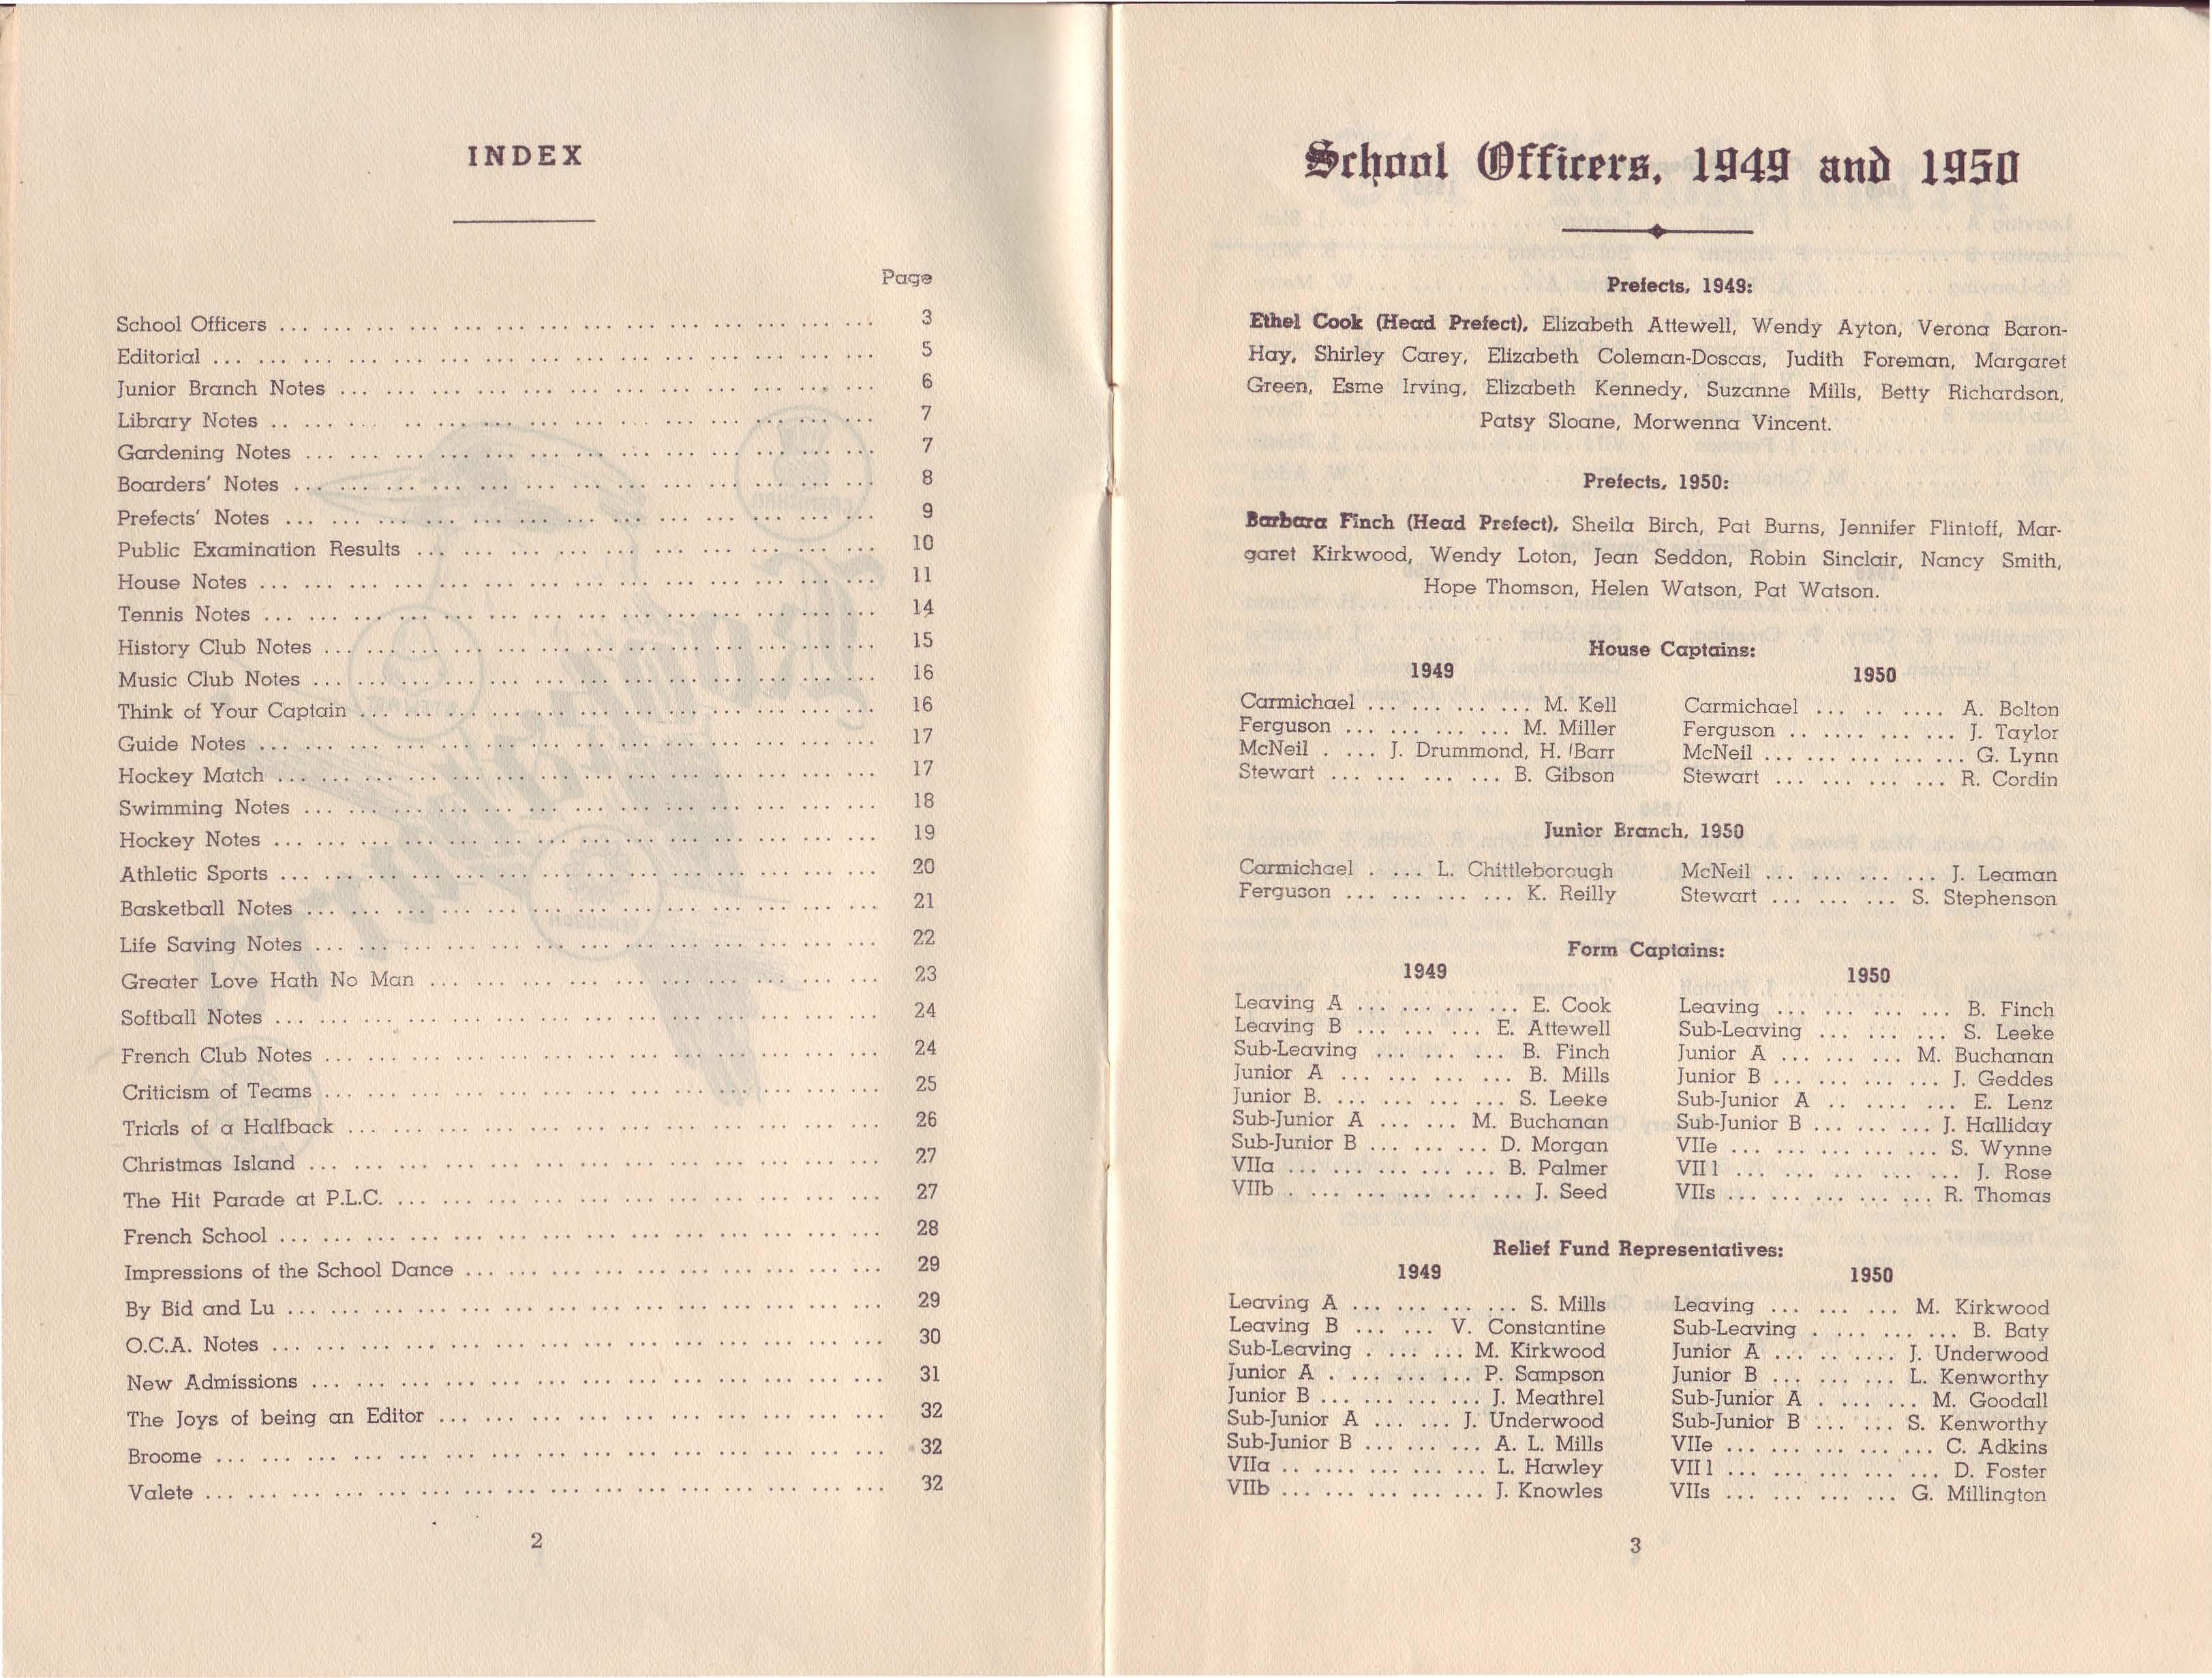 INDEX
Page
School Officers ... 3
Editorial ... 5
Junior Branch Notes ... 6
Library Notes ... 7
Gardening Notes ... 7
Boarders' Notes ... 8
Prefects' Notes ... 9
Public Examination Results ... 10
House Notes ... 11
Tennis Notes ... 14
History Club Notes ... 15
Music Club Notes ... 16
Think of Your Captain ... 16
Guide Notes ... 17
Hockey Match ... 17
Swimming Notes ... 18
Hockey Notes ... 19
Athletic Sports ... 20
Basketball Notes ... 21
Life Saving Notes ... 22
Greater Love Hath No Man ... 23
Softball Notes ... 24
French Club Notes ... 24
Criticism of Teams ... 25
Trials of a Halfback ... 26
Christmas Island ... 27
The Hit Parade at P.L.C. ... 27
French School ... 28
Impressions of the School Dance ... 29
By Bid and Lu ... 29
O.C.A. Notes ... 30
New Admissions ... 31
The Joys of being an Editor ... 32
Broome ... 32
Valete ... 32
2
School Officers, 1949 and 1950
Prefects, 1949:
Ethel Cook (Head Prefect), Elizabeth Attewell, Wendy Ayton, Verona Baron-
Hay, Shirley Carey, Elizabeth Coleman-Doscas, Judith Foreman, Margaret
Green, Esme Irving, Elizabeth Kennedy, Suzanne Mills, Betty Richardson,
Patsy Sloane, Morwenna Vincent.
Prefects, 1950:
Barbara Finch (Head Prefect), Sheila Birch, Pat Burns, Jennifer Flintoff, Mar-
garet Kirkwood, Wendy Loton, Jean Seddon, Robin Sinclair, Nancy Smith,
Hope Thomson, Helen Watson, Pat Watson.
House Captains:
1949 1950
Carmichael ... M. Kell Carmichael ... A. Bolton
Ferguson ... M. Miller Ferguson ... J. Taylor
McNeil ... J. Drummond, H. Barr McNeil ... G. Lynn
Stewart ... B. Gibson Stewart ... R. Cordin
Junior Branch, 1950
Carmichael ... L. Chittleborough McNeil ... J. Leaman
Ferguson ... K. Reilly Stewart ... S. Stephenson
Form Captains:
1949 1950
Leaving A ... E. Cook Leaving ... B. Finch
Leaving B ... E. Attewell Sub-Leaving ... S. Leeke
Sub-Leaving ... B. Finch Junior A ... M. Buchanan
Junior A ... B. Mills Junior B ... J. Geddes
Junior B. ... S. Leeke Sub-Junior A ... E. Lenz
Sub-Junior A ... M. Buchanan Sub-Junior B ... J. Halliday
Sub-Junior B ... D. Morgan VIIe ... S. Wynne
VIIa ... B. Palmer VII l ... J. Rose
VIIb ... J. Seed VIIs ... R. Thomas
Relief Fund Representatives:
1949 1950
Leaving A ... S. Mills Leaving ... M. Kirkwood
Leaving B ... V. Constantine Sub-Leaving ... B. Baty
Sub-Leaving ... M. Kirkwood Junior A ... J. Underwood
Junior A ... P. Sampson Junior B ... L. Kenworthy
Junior B ... J. Meathrel Sub-Junior A ... M. Goodall
Sub-Junior A ... J. Underwood Sub-Junior B ... S. Kenworthy
Sub-Junior B ... A. L. Mills VIIe ... C. Adkins
VIIa ... L. Hawley VII l ... D. Foster
VIIb ... J. Knowles VIIs ... G. Millington
3